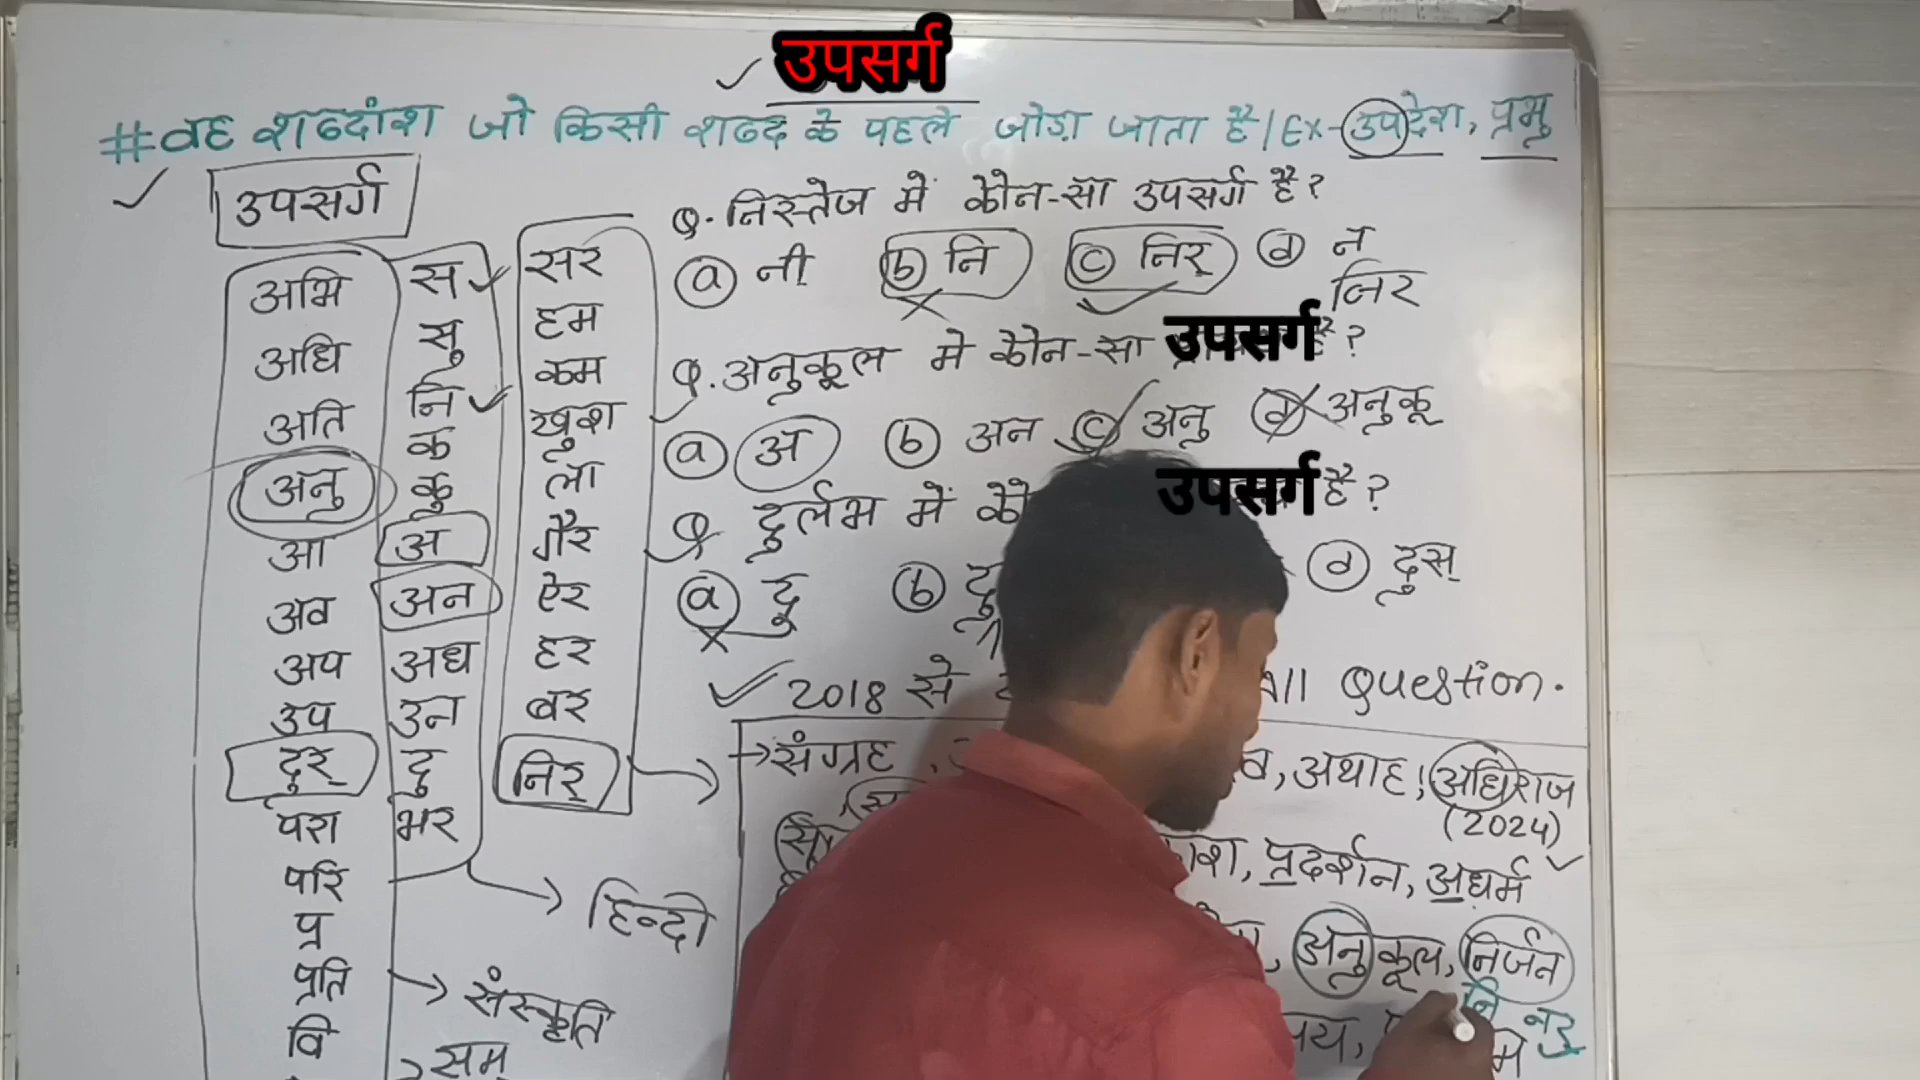 उपसर्ग
#वह शब्दांश जो किसी शब्द के पहले जोड़ा जाता है। Ex- उपदेश, प्रभु
उपसर्ग
अभि
अधि
अति
अनु
आ
अव
अप
उप
दुर्
परा
परि
प्र
प्रति
वि
स
सु
नि
क
कु
अ
अन
अध
उन
दु
भर
सर
हम
कम
खुश
ला
गैर
ऐर
हर
बर
निर्
हिन्दी
संस्कृति
सम्
Q. निस्तेज में कौन-सा उपसर्ग है?
(a) नी (b) नि (c) निर् (d) न
निर
Q. अनुकूल मे कौन-सा उपसर्ग है?
(a) अ (b) अन (c) अनु (d) अनुकू
Q दुर्लभ में उपसर्ग है?
(a) दु (b) (d) दुस्
2018 से All Question.
→संग्रह, अथाह, अधिराज
(2024)
प्रदर्शन, अधर्म
अनुकूल, निर्जन
नि